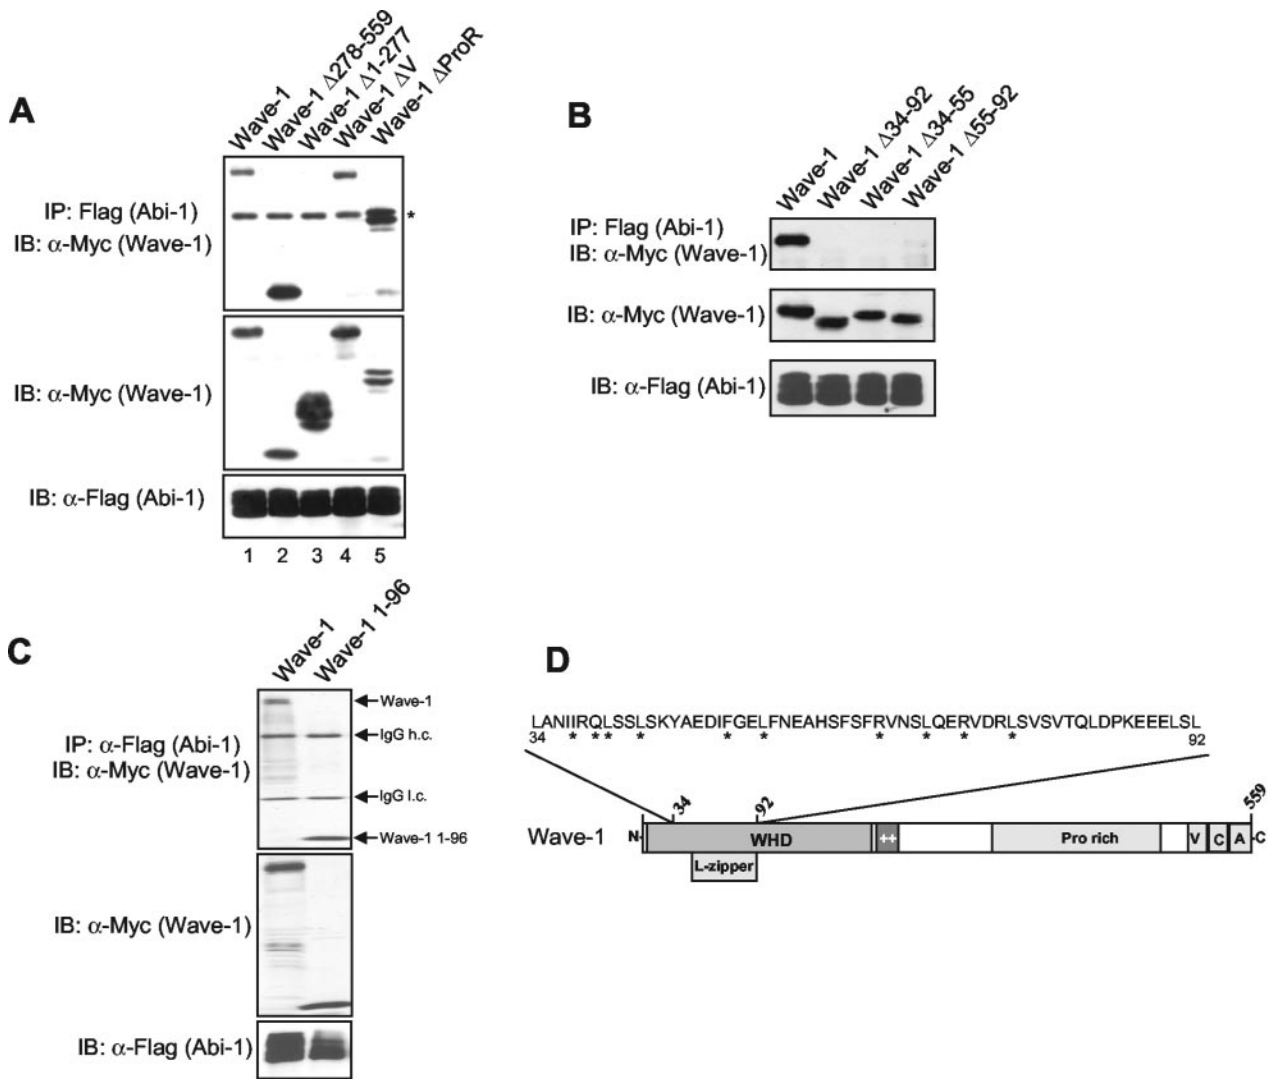 A
Wave-1
Wave-1 Δ278-559
Wave-1 Δ1-277
Wave-1 ΔV
Wave-1 ΔProR
IP: Flag (Abi-1)
IB: α-Myc (Wave-1)
*
IB: α-Myc (Wave-1)
IB: α-Flag (Abi-1)
1 2 3 4 5
B
Wave-1
Wave-1 Δ34-92
Wave-1 Δ34-55
Wave-1 Δ55-92
IP: Flag (Abi-1)
IB: α-Myc (Wave-1)
IB: α-Myc (Wave-1)
IB: α-Flag (Abi-1)
C
Wave-1
Wave-1 1-96
IP: α-Flag (Abi-1)
IB: α-Myc (Wave-1)
Wave-1
IgG h.c.
IgG l.c.
Wave-1 1-96
IB: α-Myc (Wave-1)
IB: α-Flag (Abi-1)
D
LANIIRQLSSLSKYAEDIFGELFNEAHSFSFRVNSLQERVDRLSVSVTQLDPKEEELSL
34 * * * * * * * * * * 92
34 92 559
Wave-1 N- WHD ++ Pro rich V C A -C
L-zipper